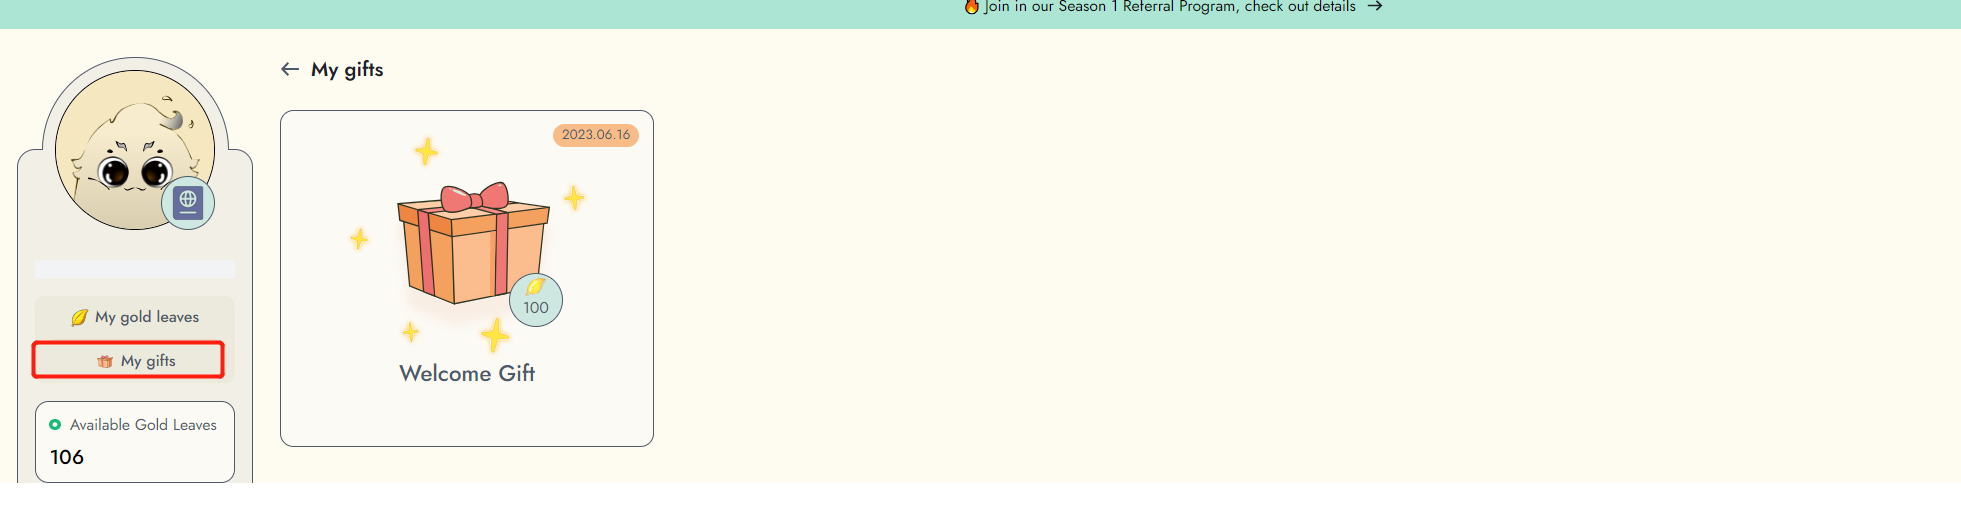 Join in our Season 1 Referral Program, check out details →
← My gifts
2023.06.16
100
Welcome Gift
My gold leaves
My gifts
Available Gold Leaves
106